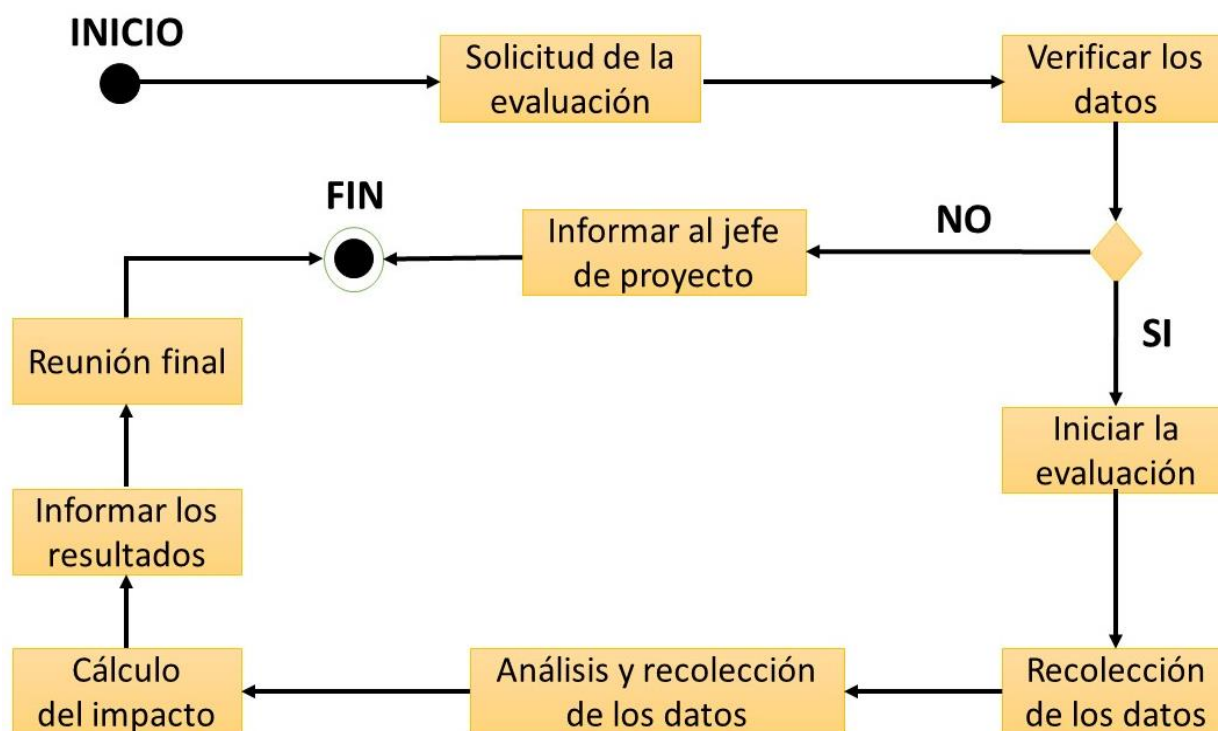 INICIO
Solicitud de la
evaluación
Verificar los
datos
FIN
Informar al jefe
de proyecto
NO
SI
Reunión final
Iniciar la
evaluación
Informar los
resultados
Cálculo
del impacto
Análisis y recolección
de los datos
Recolección
de los datos